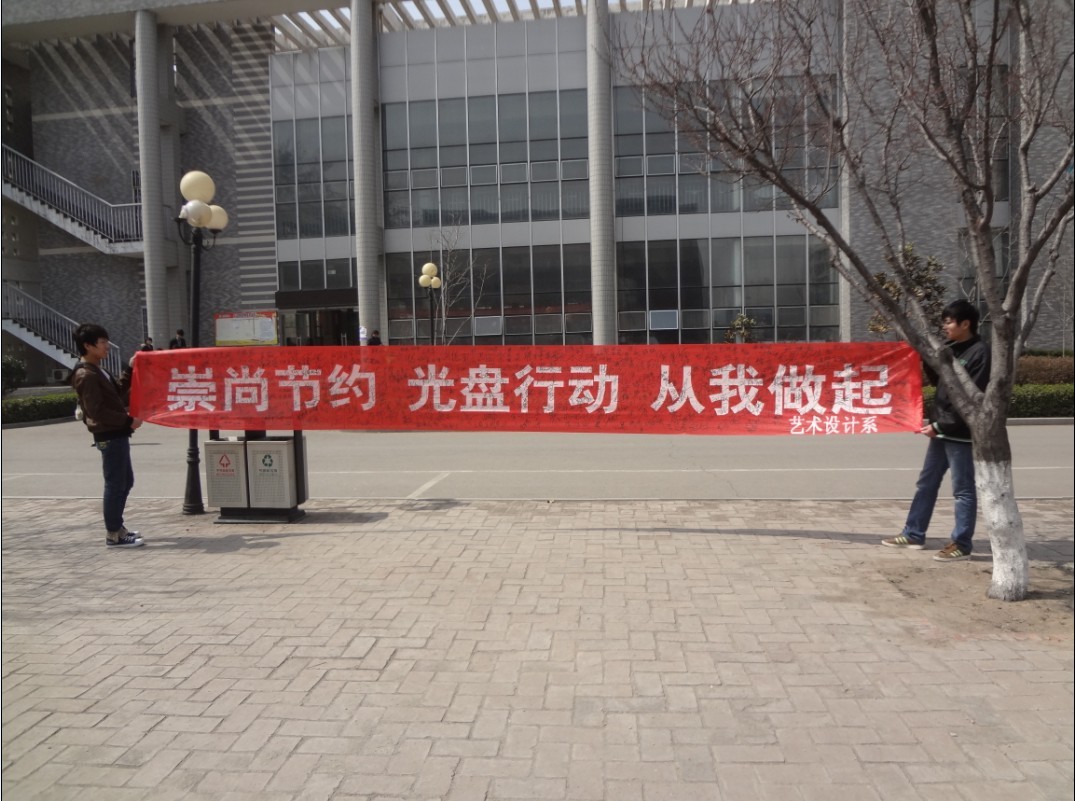 崇尚节约 光盘行动 从我做起
艺术设计系